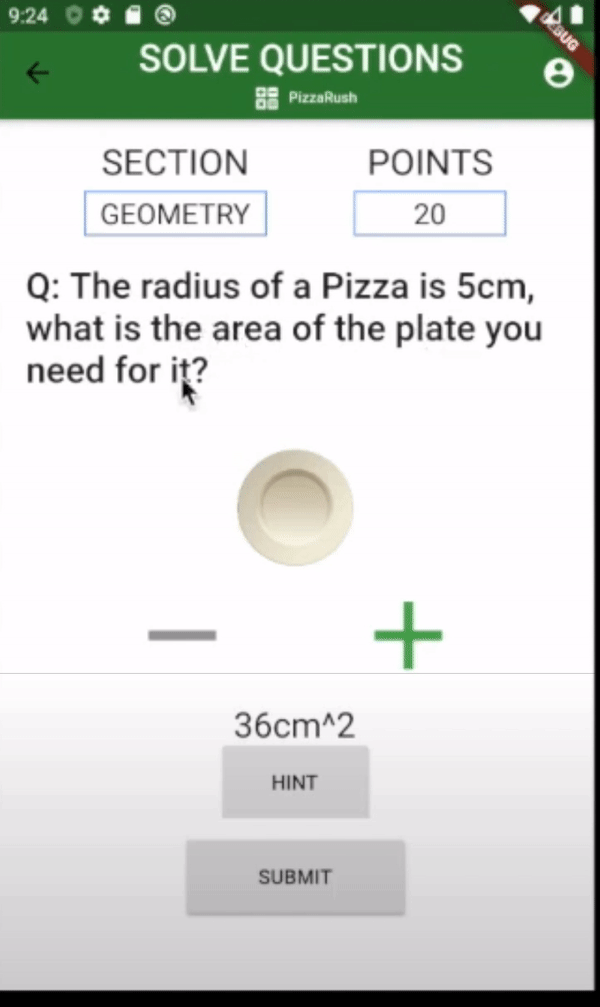 9:24
DEBUG
SOLVE QUESTIONS
PizzaRush
SECTION POINTS
GEOMETRY 20
Q: The radius of a Pizza is 5cm,
what is the area of the plate you
need for it?
36cm^2
HINT
SUBMIT